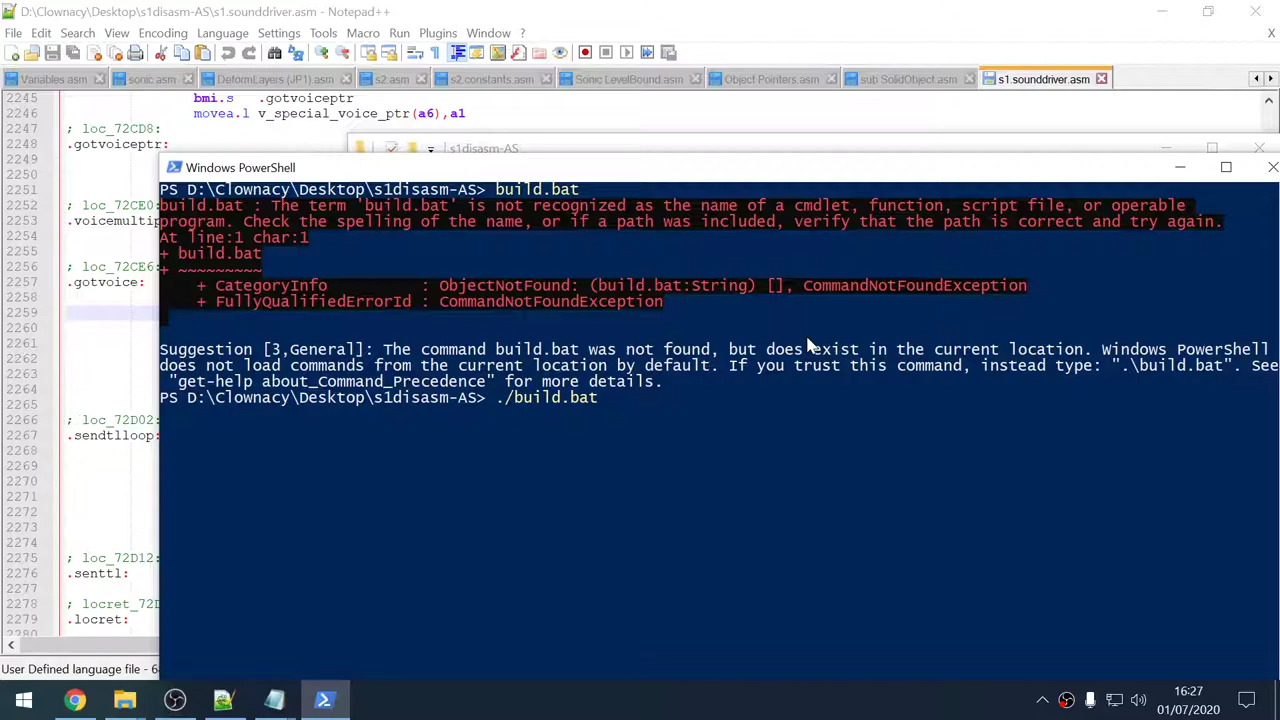 D:\Clownacy\Desktop\s1disasm-AS\s1.sounddriver.asm - Notepad++
File Edit Search View Encoding Language Settings Tools Macro Run Plugins Window ?
X
Variables.asm sonic.asm DeformLayers (JP1).asm s2.asm s2.constants.asm Sonic LevelBound.asm Object Pointers.asm sub SolidObject.asm s1.sounddriver.asm
2245 bmi.s .gotvoiceptr
2246 movea.l v_special_voice_ptr(a6),a1
2247 ; loc_72CD8:
2248 .gotvoiceptr:
s1disasm-AS
2249
2250
2251
2252 ; loc_72CE0:
2253 .voicemultip
2254
2255
2256 ; loc_72CE6:
2257 .gotvoice:
2258
2259
2260
2261
2262
2263
2264
2265
2266 ; loc_72D02:
2267 .sendtlloop:
2268
2269
2270
2271
2272
2273
2274
2275 ; loc_72D12:
2276 .senttl:
2277
2278 ; locret_72D
2279 .locret:
2280
Windows PowerShell
PS D:\Clownacy\Desktop\s1disasm-AS> build.bat
build.bat : The term 'build.bat' is not recognized as the name of a cmdlet, function, script file, or operable
program. Check the spelling of the name, or if a path was included, verify that the path is correct and try again.
At line:1 char:1
+ build.bat
+ ~~~~~~~~~
+ CategoryInfo : ObjectNotFound: (build.bat:String) [], CommandNotFoundException
+ FullyQualifiedErrorId : CommandNotFoundException
Suggestion [3,General]: The command build.bat was not found, but does exist in the current location. Windows PowerShell
does not load commands from the current location by default. If you trust this command, instead type: ".\build.bat". See
"get-help about_Command_Precedence" for more details.
PS D:\Clownacy\Desktop\s1disasm-AS> ./build.bat
User Defined language file - 6
16:27
01/07/2020